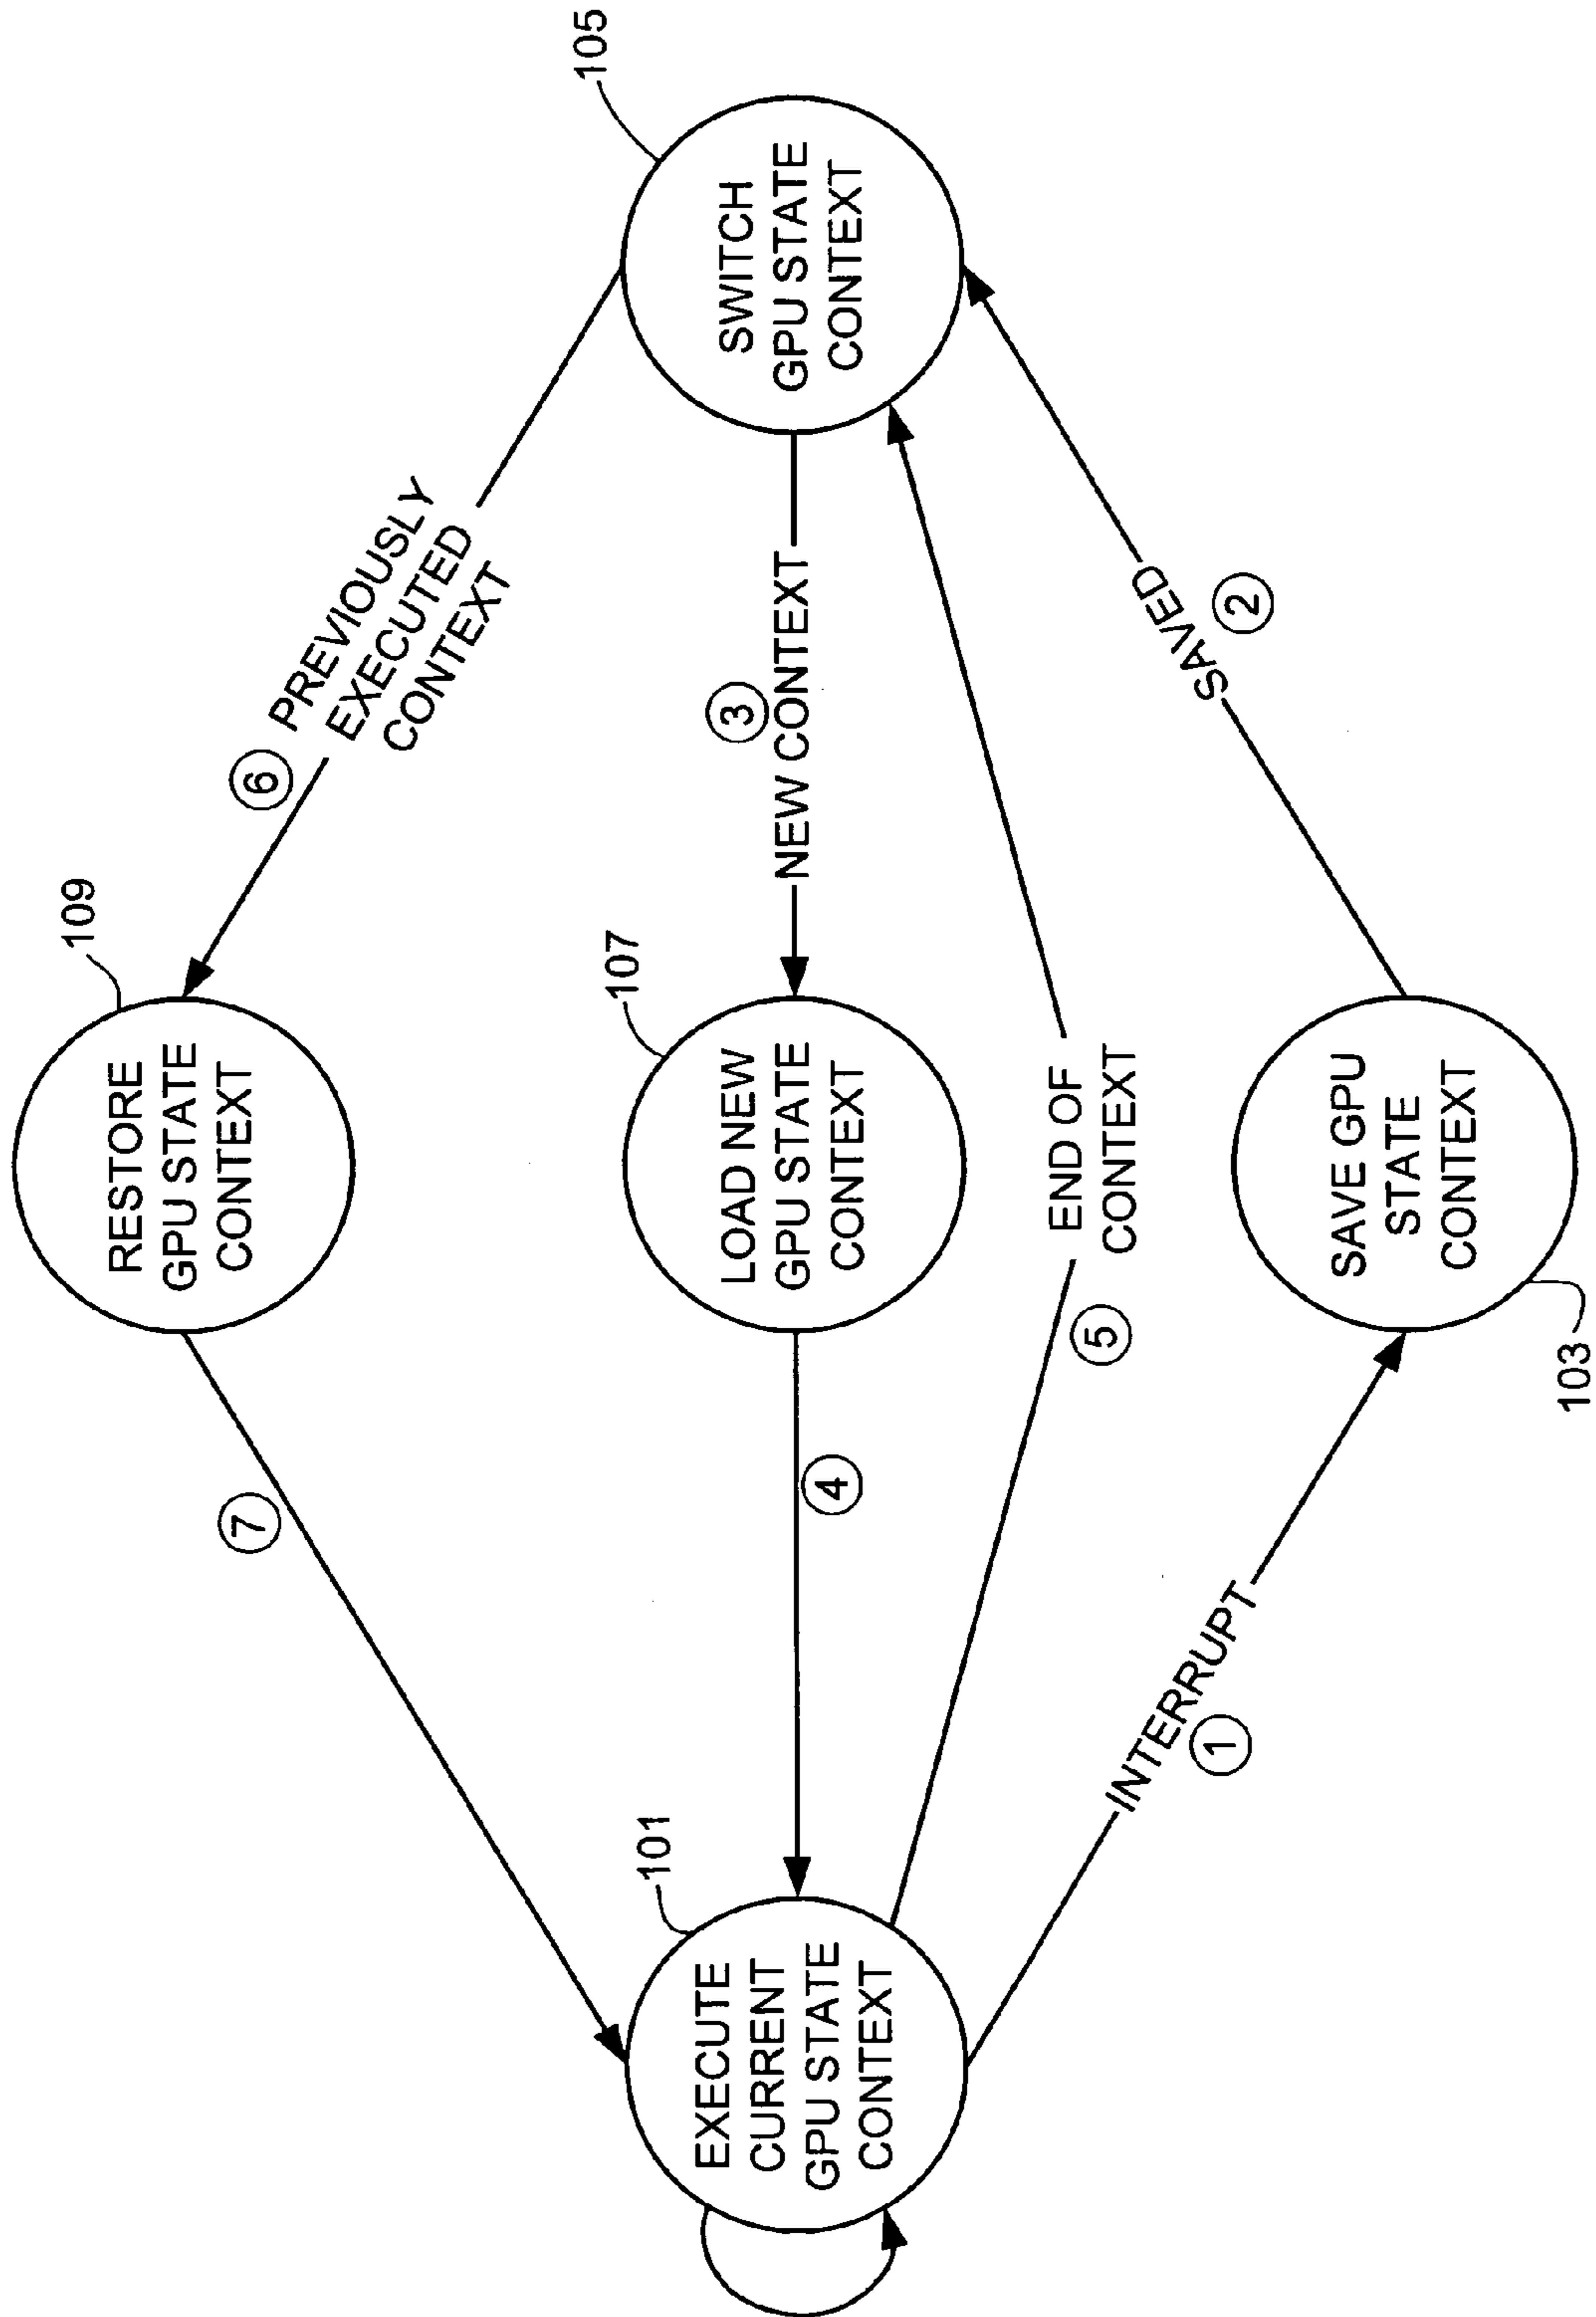 109
RESTORE
GPU STATE
CONTEXT
6
PREVIOUSLY
EXECUTED
CONTEXT
7
101
EXECUTE
CURRENT
GPU STATE
CONTEXT
4
107
LOAD NEW
GPU STATE
CONTEXT
3
NEW CONTEXT
105
SWITCH
GPU STATE
CONTEXT
5
END OF
CONTEXT
INTERRUPT
1
103
SAVE GPU
STATE
CONTEXT
SAVED
2